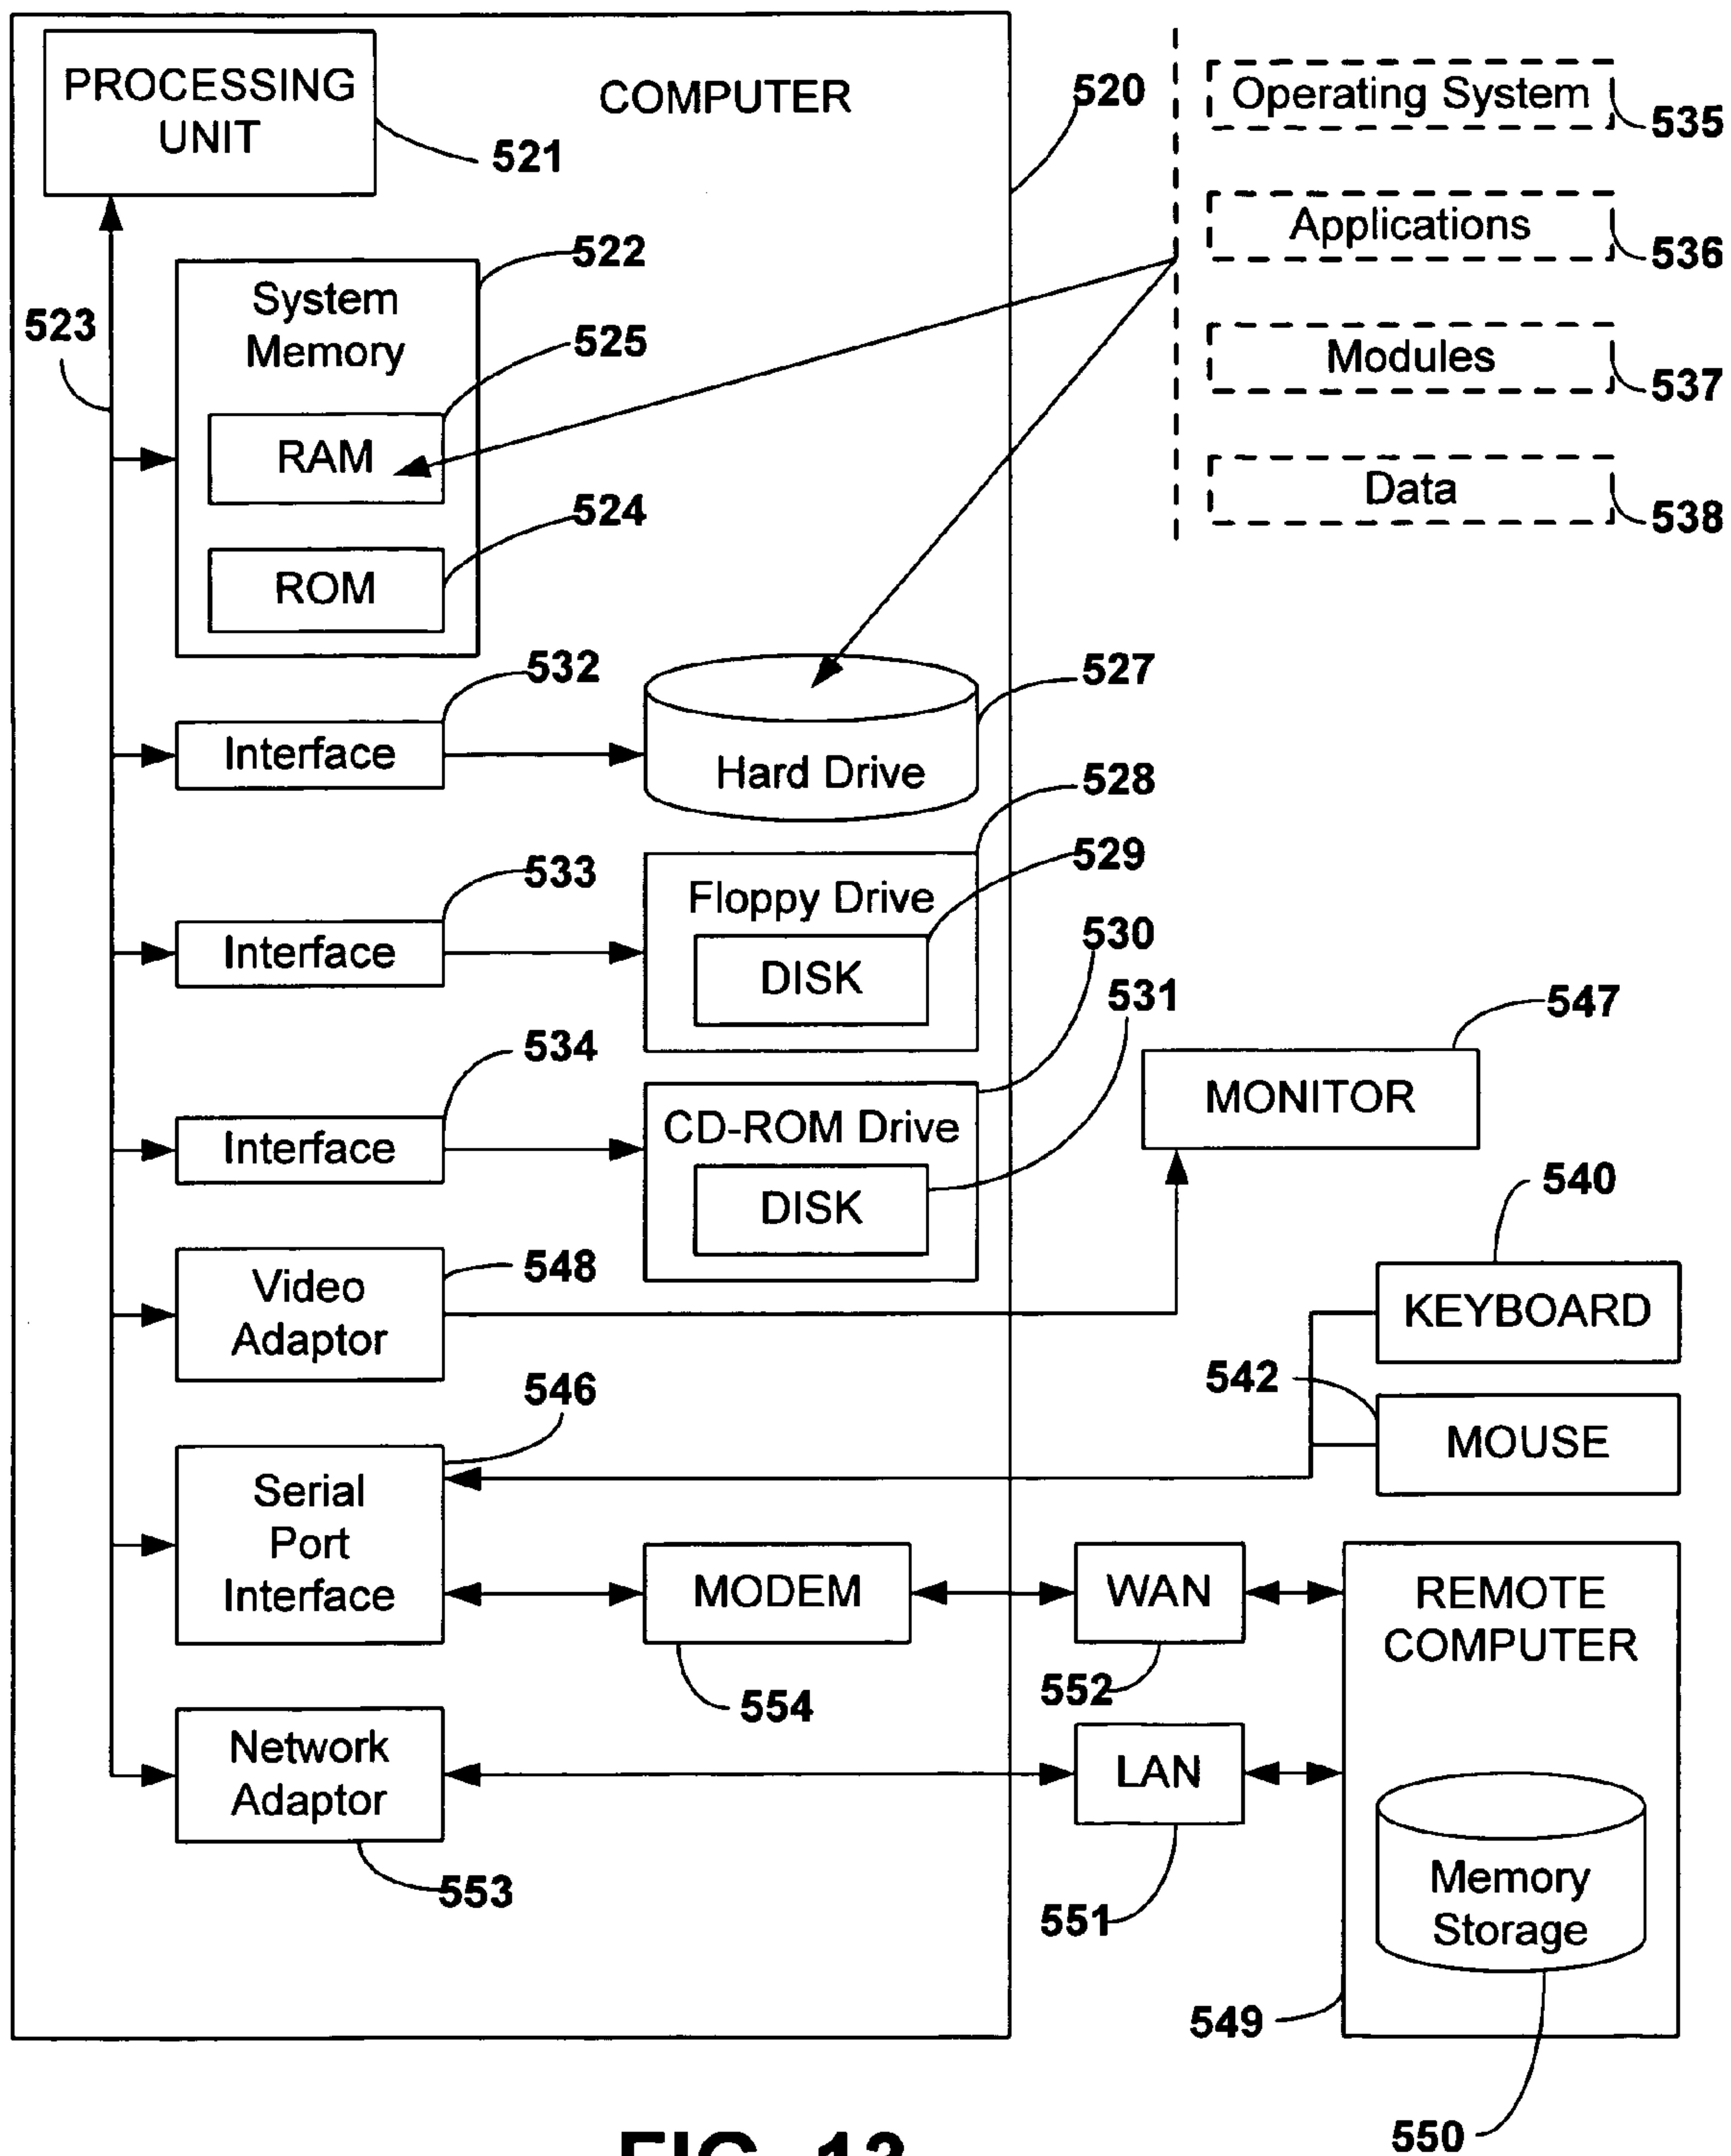 PROCESSING
UNIT
521
COMPUTER
520
Operating System
535
Applications
536
Modules
537
Data
538
523
522
System
Memory
525
RAM
524
ROM
532
Interface
527
Hard Drive
528
533
Interface
Floppy Drive
529
DISK
530
531
534
Interface
CD-ROM Drive
DISK
547
MONITOR
540
KEYBOARD
542
MOUSE
548
Video
Adaptor
546
Serial
Port
Interface
MODEM
554
WAN
552
REMOTE
COMPUTER
Network
Adaptor
553
LAN
551
Memory
Storage
549
550
FIG. 13